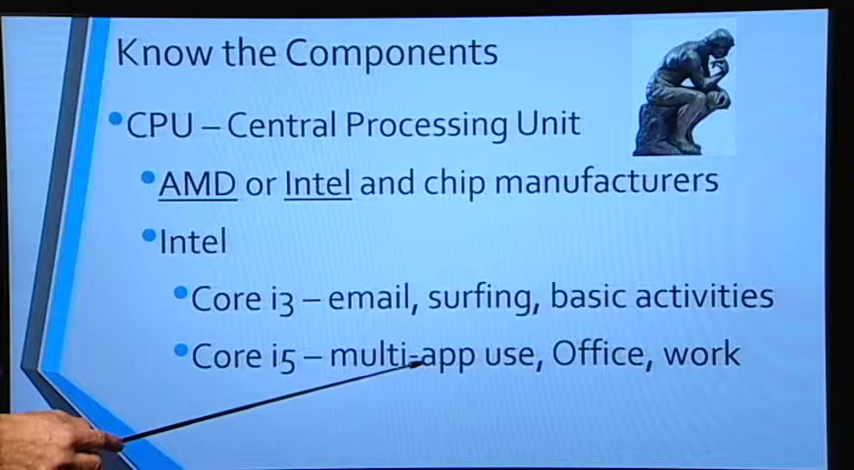 Know the Components
•CPU – Central Processing Unit
•AMD or Intel and chip manufacturers
•Intel
•Core i3 – email, surfing, basic activities
•Core i5 – multi-app use, Office, work